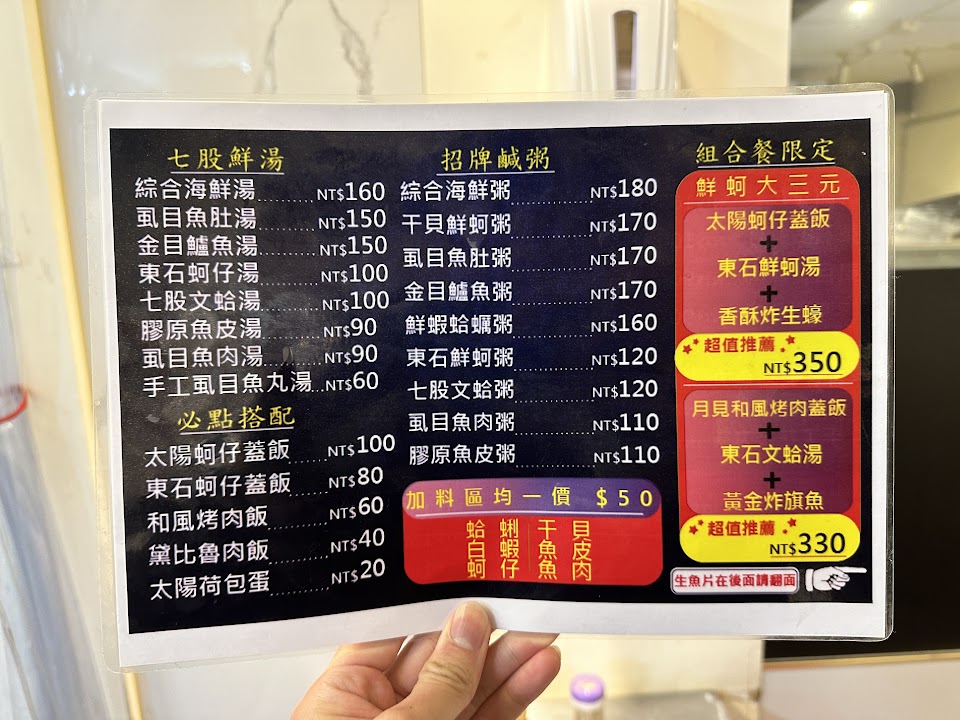 七股鮮湯
綜合海鮮湯 NT$160
虱目魚肚湯 NT$150
金目鱸魚湯 NT$150
東石蚵仔湯 NT$100
七股文蛤湯 NT$100
膠原魚皮湯 NT$90
虱目魚肉湯 NT$90
手工虱目魚丸湯 NT$60
必點搭配
太陽蚵仔蓋飯 NT$100
東石蚵仔蓋飯 NT$80
和風烤肉飯 NT$60
黛比魯肉飯 NT$40
太陽荷包蛋 NT$20
招牌鹹粥
綜合海鮮粥 NT$180
干貝鮮蚵粥 NT$170
虱目魚肚粥 NT$170
金目鱸魚粥 NT$170
鮮蝦蛤蠣粥 NT$160
東石鮮蚵粥 NT$120
七股文蛤粥 NT$120
虱目魚肉粥 NT$110
膠原魚皮粥 NT$110
加料區均一價 $50
蛤蜊 干貝
白蝦 魚皮
蚵仔 魚肉
組合餐限定
鮮蚵大三元
太陽蚵仔蓋飯
+
東石鮮蚵湯
+
香酥炸生蠔
超值推薦
NT$350
月見和風烤肉蓋飯
+
東石文蛤湯
+
黃金炸旗魚
超值推薦
NT$330
生魚片在後面請翻面